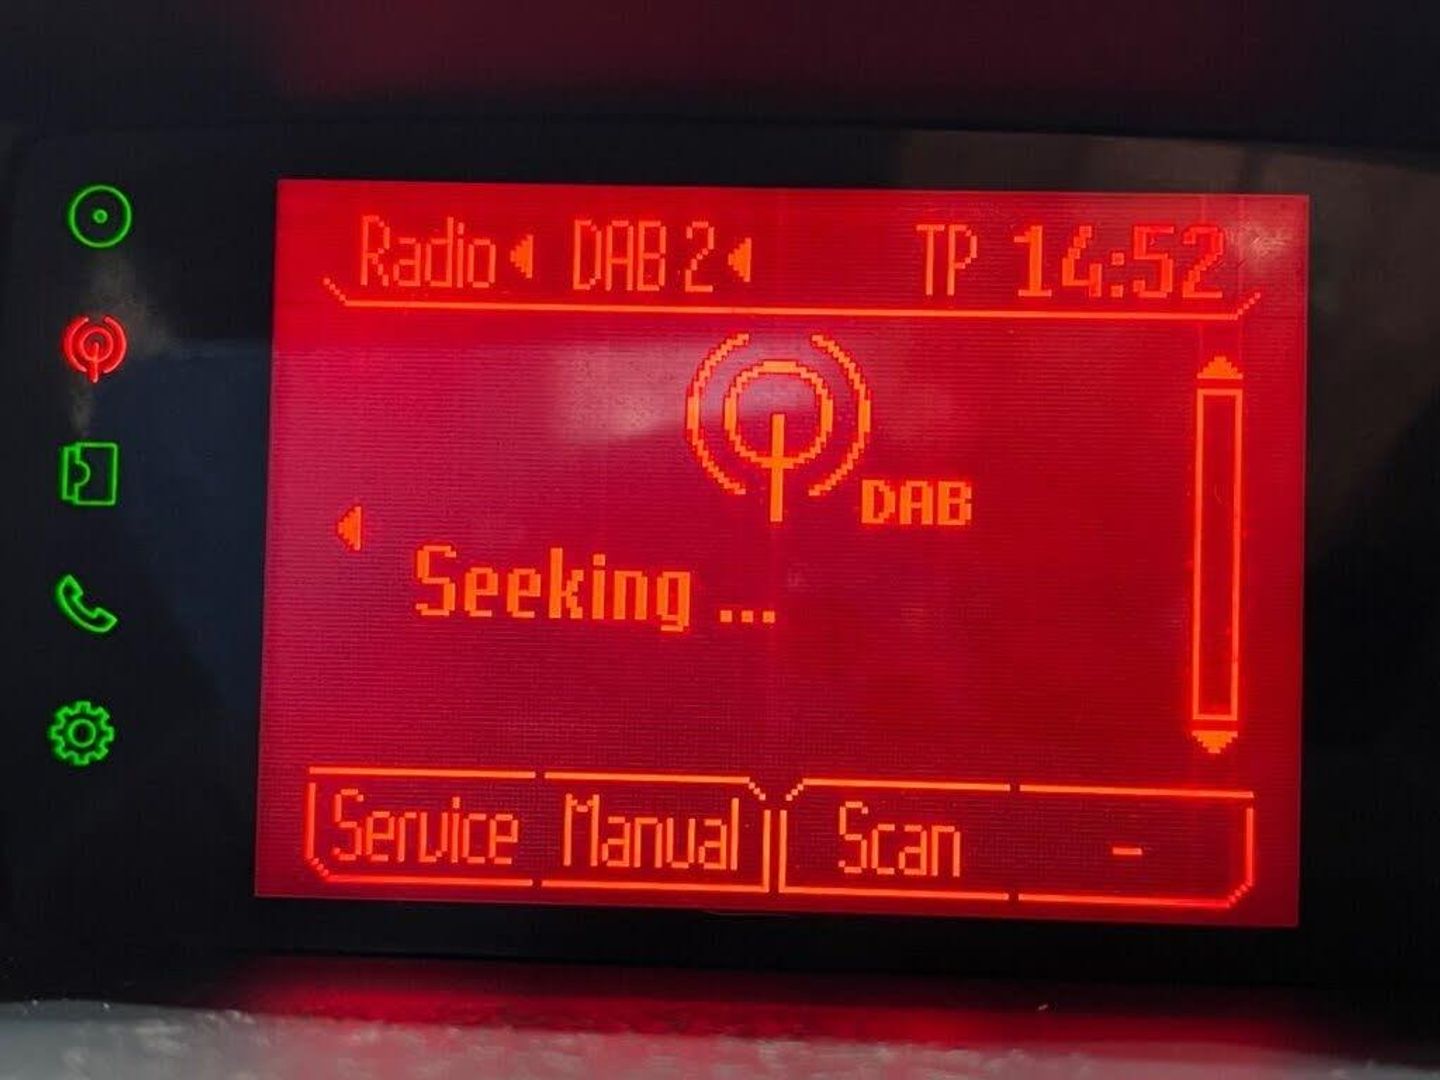 Radio DAB 2 TP 14:52
DAB
Seeking ...
Service Manual Scan -